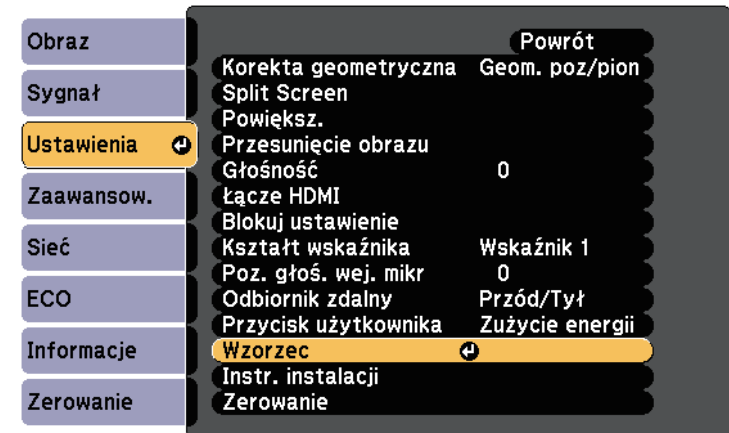 Obraz
Sygnał
Ustawienia
Zaawansow.
Sieć
ECO
Informacje
Zerowanie
Powrót
Korekta geometryczna Geom. poz/pion
Split Screen
Powiększ.
Przesunięcie obrazu
Głośność 0
Łącze HDMI
Blokuj ustawienie
Kształt wskaźnika Wskaźnik 1
Poz. głoś. wej. mikr 0
Odbiornik zdalny Przód/Tył
Przycisk użytkownika Zużycie energii
Wzorzec
Instr. instalacji
Zerowanie